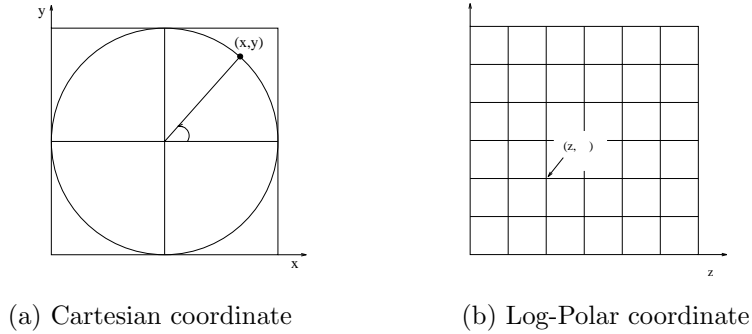 y
(x,y)
x
(z, )
z
(a) Cartesian coordinate
(b) Log-Polar coordinate